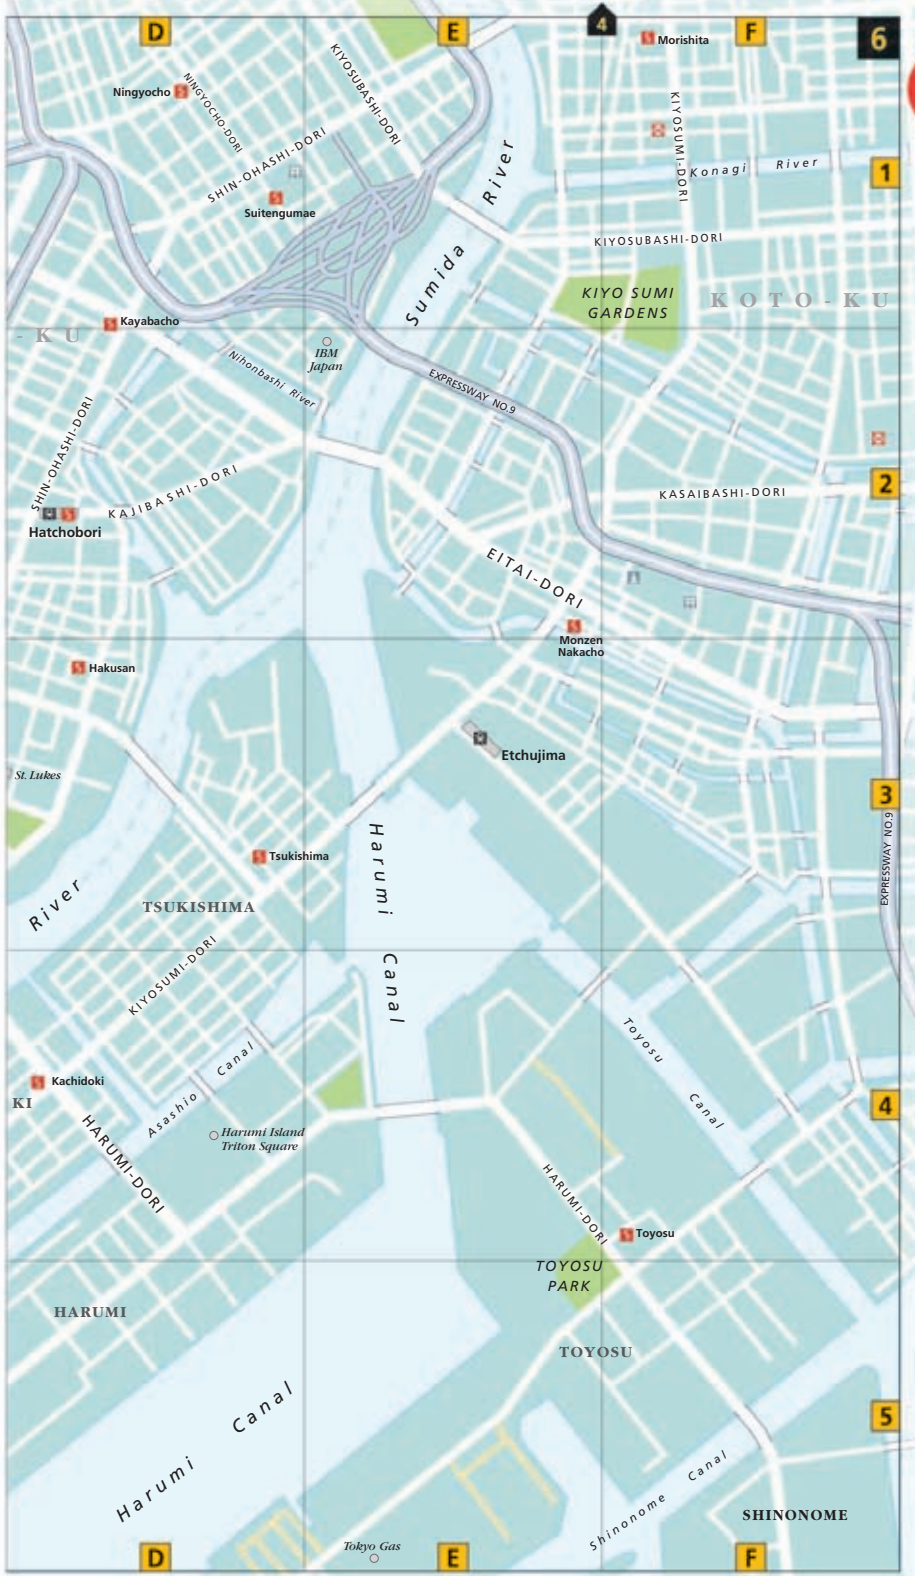 D
E
4
F
6
Morishita
Ningyocho
NINGYOCHO-DORI
KIYOSUBASHI-DORI
KIYOSUMI-DORI
SHIN-OHASHI-DORI
Suitengumae
Konagi River
1
KIYOSUBASHI-DORI
Sumida River
KIYO SUMI
GARDENS
KOTO-KU
- KU
Kayabacho
IBM
Japan
Nihonbashi River
EXPRESSWAY NO.9
SHIN-OHASHI-DORI
KAJIBASHI-DORI
KASAIBASHI-DORI
2
Hatchobori
EITAI-DORI
Monzen
Nakacho
Hakusan
Etchujima
St. Lukes
3
EXPRESSWAY NO.9
Tsukishima
Harumi Canal
River
TSUKISHIMA
KIYOSUMI-DORI
Toyosu Canal
Asashio Canal
Kachidoki
KI
4
HARUMI-DORI
Harumi Island
Triton Square
HARUMI-DORI
Toyosu
TOYOSU
PARK
HARUMI
TOYOSU
Harumi Canal
5
Shinonome Canal
SHINONOME
Tokyo Gas
D
E
F